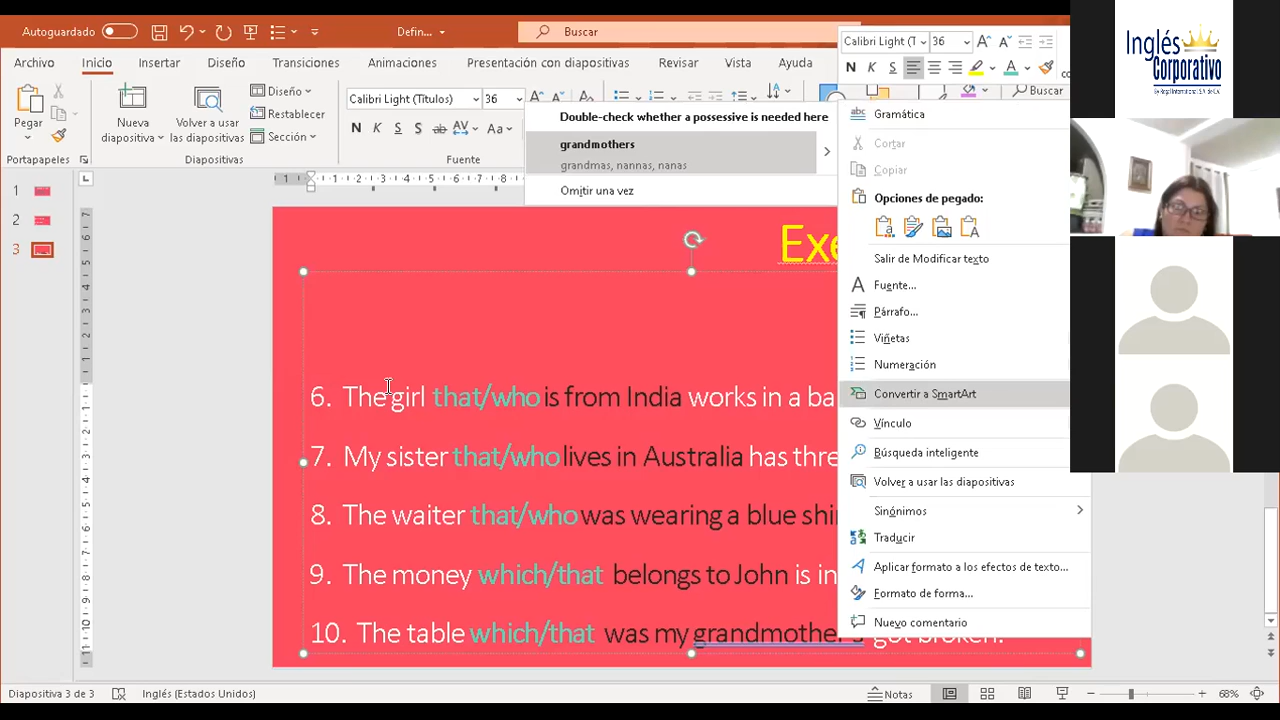 Autoguardado
Defin...
Buscar
Archivo Inicio Insertar Diseño Transiciones Animaciones Presentación con diapositivas Revisar Vista Ayuda
Pegar
Nueva diapositiva
Volver a usar las diapositivas
Diseño
Restablecer
Sección
Calibri Light (Títulos) 36
N K S S ab AV Aa
Portapapeles Diapositivas Fuente
Calibri Light (T 36
N K S A
Buscar
Double-check whether a possessive is needed here
grandmothers
grandmas, nannas, nanas
Omitir una vez
Gramática
Cortar
Copiar
Opciones de pegado:
Salir de Modificar texto
Fuente...
Párrafo...
Viñetas
Numeración
Convertir a SmartArt
Vínculo
Búsqueda inteligente
Volver a usar las diapositivas
Sinónimos
Traducir
Aplicar formato a los efectos de texto...
Formato de forma...
Nuevo comentario
1
2
3
Exe
6. The girl that/who is from India works in a ba
7. My sister that/who lives in Australia has thre
8. The waiter that/who was wearing a blue shi
9. The money which/that belongs to John is in
10. The table which/that was my grandmother's got broken.
Diapositiva 3 de 3 Inglés (Estados Unidos) Notas 68%
Inglés
Corporativo